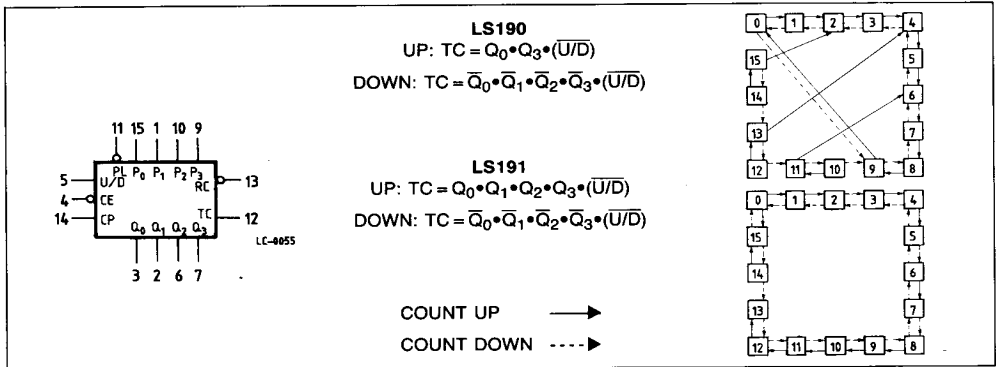 LS190
UP: TC = Q0•Q3•(U/D)
DOWN: TC = Q̅0•Q̅1•Q̅2•Q̅3•(U/D)
LS191
UP: TC = Q0•Q1•Q2•Q3•(U/D)
DOWN: TC = Q̅0•Q̅1•Q̅2•Q̅3•(U/D)
COUNT UP
COUNT DOWN
11 15 1 10 9
PL P0 P1 P2 P3
5 U/D RC 13
4 CE
14 CP TC 12
Q0 Q1 Q2 Q3
LC-0055
3 2 6 7
0 1 2 3 4
15 5
14 6
13 7
12 11 10 9 8
0 1 2 3 4
15 5
14 6
13 7
12 11 10 9 8